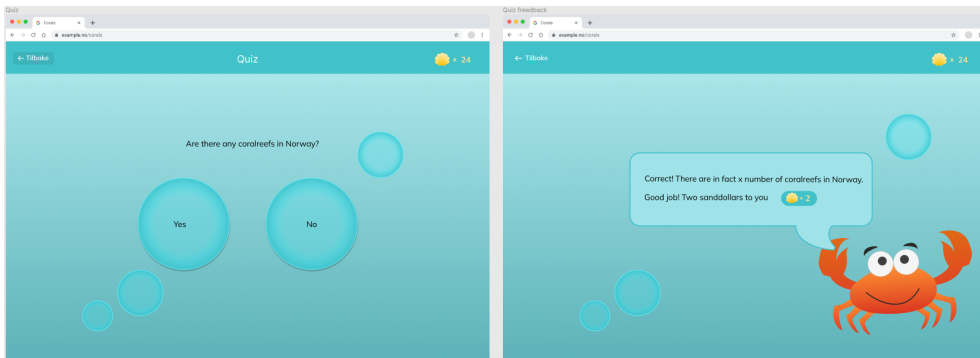 Quiz
Corals
example.no/corals
← Tilbake
Quiz
× 24
Are there any coralreefs in Norway?
Yes
No
Quiz freedback
Corals
example.no/corals
← Tilbake
× 24
Correct! There are in fact x number of coralreefs in Norway.
Good job! Two sanddollars to you
+ 2